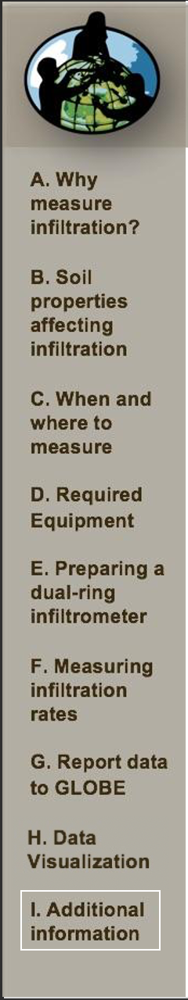 A. Why
measure
infiltration?
B. Soil
properties
affecting
infiltration
C. When and
where to
measure
D. Required
Equipment
E. Preparing a
dual-ring
infiltrometer
F. Measuring
infiltration
rates
G. Report data
to GLOBE
H. Data
Visualization
I. Additional
information